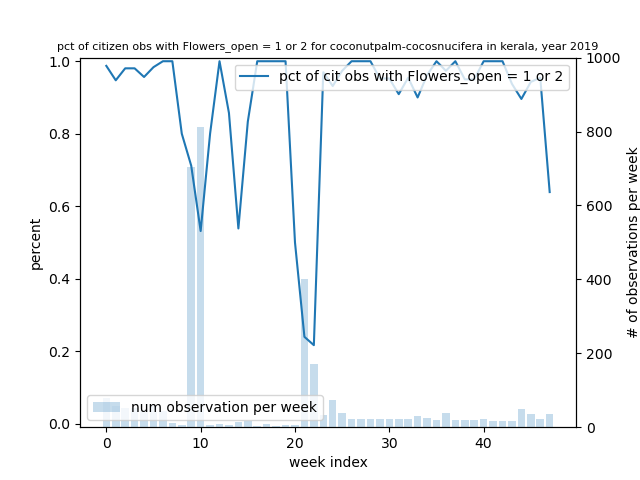 pct of citizen obs with Flowers_open = 1 or 2 for coconutpalm-cocosnucifera in kerala, year 2019
pct of cit obs with Flowers_open = 1 or 2
num observation per week
percent
1.0
0.8
0.6
0.4
0.2
0.0
0
10
20
30
40
week index
1000
800
600
400
200
0
# of observations per week